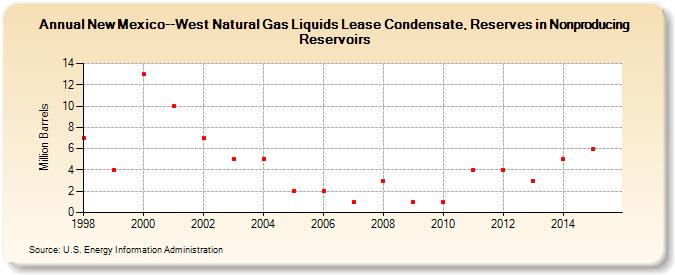 Annual New Mexico--West Natural Gas Liquids Lease Condensate, Reserves in Nonproducing
Reservoirs
Million Barrels
14
12
10
8
6
4
2
0
1998 2000 2002 2004 2006 2008 2010 2012 2014
Source: U.S. Energy Information Administration